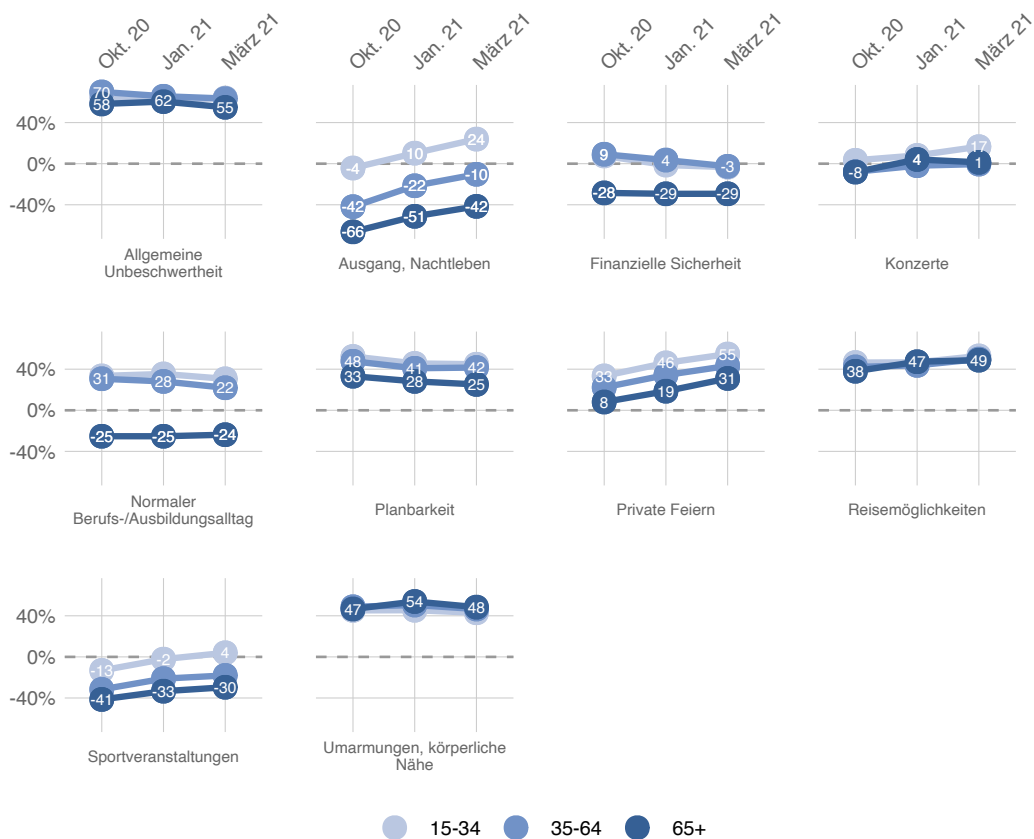 Okt. 20 Jan. 21 März 21 Okt. 20 Jan. 21 März 21 Okt. 20 Jan. 21 März 21 Okt. 20 Jan. 21 März 21
40%
0%
-40%
70
58 62 55
-4 10 24
-42 -22 -10
-66 -51 -42
9 4 -3
-28 -29 -29
17
-8 4 1
Allgemeine
Unbeschwertheit
Ausgang, Nachtleben
Finanzielle Sicherheit
Konzerte
40%
0%
-40%
31 28 22
-25 -25 -24
48 41 42
33 28 25
33 46 55
8 19 31
38 47 49
Normaler
Berufs-/Ausbildungsalltag
Planbarkeit
Private Feiern
Reisemöglichkeiten
40%
0%
-40%
-13 -2 4
-41 -33 -30
47 54 48
Sportveranstaltungen
Umarmungen, körperliche
Nähe
15-34 35-64 65+